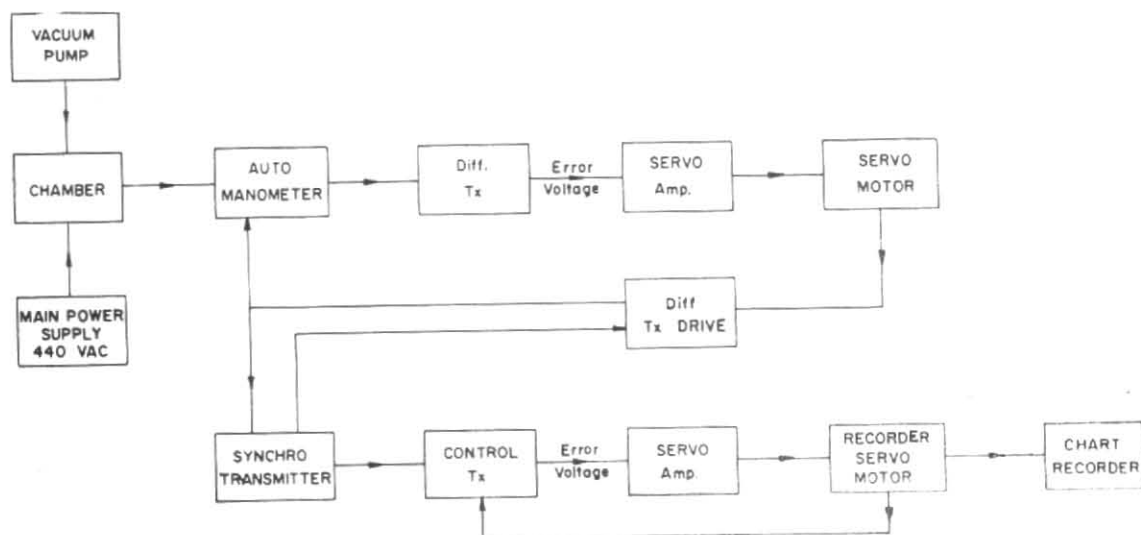 VACUUM
PUMP
CHAMBER
MAIN POWER
SUPPLY
440 VAC
AUTO
MANOMETER
Diff.
Tx
Error
Voltage
SERVO
Amp.
SERVO
MOTOR
Diff
Tx DRIVE
SYNCHRO
TRANSMITTER
CONTROL
Tx
Error
Voltage
SERVO
Amp.
RECORDER
SERVO
MOTOR
CHART
RECORDER